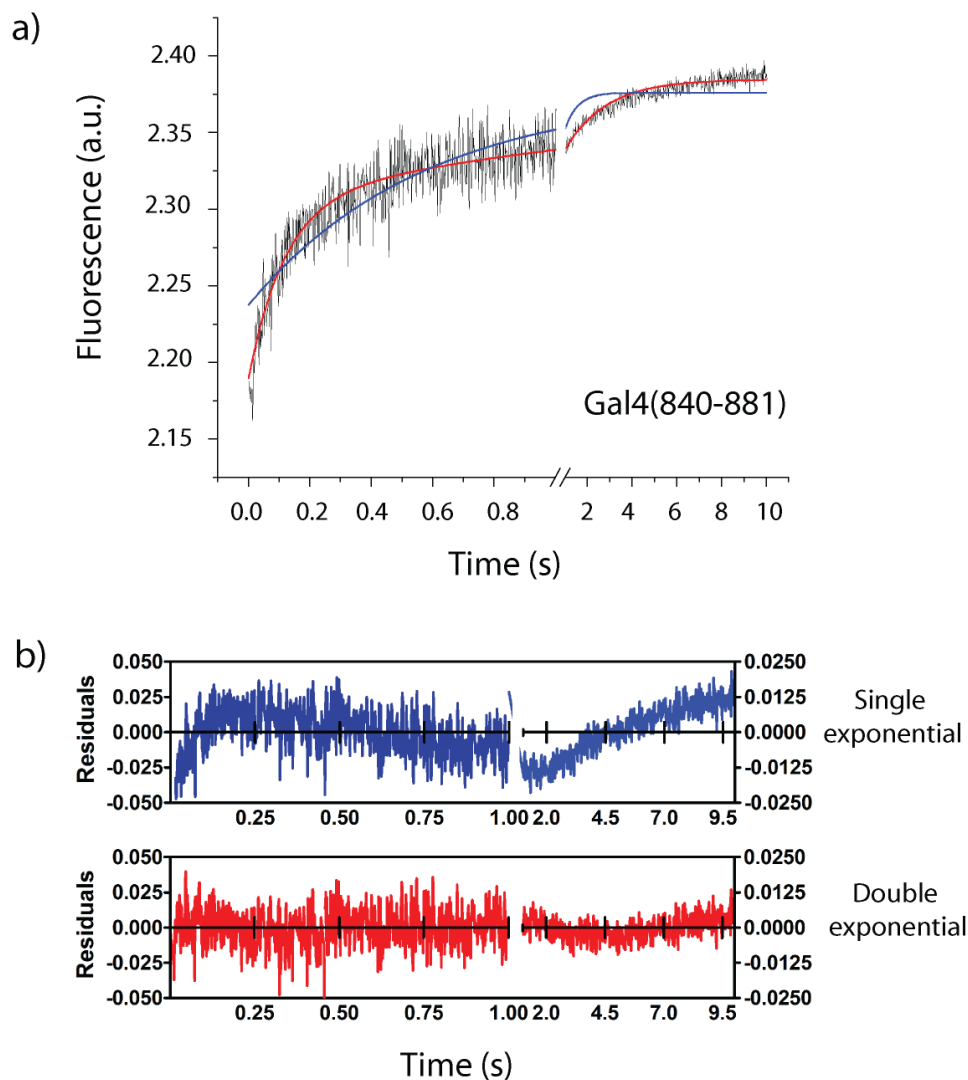 a)
2.40
2.35
2.30
2.25
2.20
2.15
Fluorescence (a.u.)
Gal4(840-881)
0.0 0.2 0.4 0.6 0.8 2 4 6 8 10
Time (s)
b)
0.050
0.025
0.000
-0.025
-0.050
Residuals
0.0250
0.0125
0.0000
-0.0125
-0.0250
Single
exponential
0.25 0.50 0.75 1.00 2.0 4.5 7.0 9.5
0.050
0.025
0.000
-0.025
-0.050
Residuals
0.0250
0.0125
0.0000
-0.0125
-0.0250
Double
exponential
0.25 0.50 0.75 1.00 2.0 4.5 7.0 9.5
Time (s)